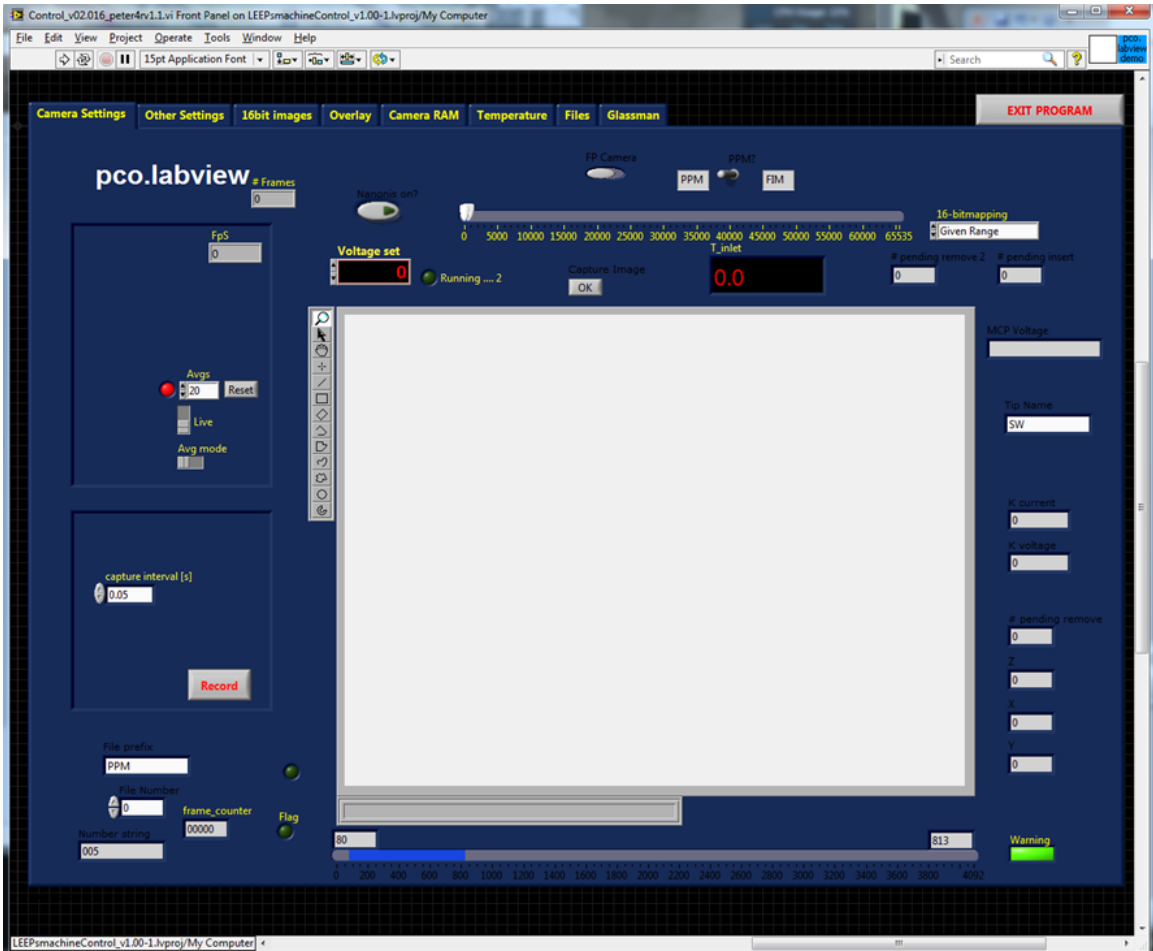 Control_v02.016_peter4rv1.1.vi Front Panel on LEEPsmachineControl_v1.00-1.lvproj/My Computer
File Edit View Project Operate Tools Window Help
15pt Application Font
Search
pco.
labview
demo
Camera Settings Other Settings 16bit images Overlay Camera RAM Temperature Files Glassman
EXIT PROGRAM
pco.labview
# Frames
0
FP Camera
PPM?
PPM
FIM
Nanonis on?
0 5000 10000 15000 20000 25000 30000 35000 40000 45000 50000 55000 60000 65535
16-bitmapping
Given Range
FpS
0
Voltage set
0
Running .... 2
Capture Image
OK
T_inlet
0.0
# pending remove 2
0
# pending insert
0
MCP Voltage
Avgs
20
Reset
Live
Avg mode
Tip Name
SW
K current
0
K voltage
0
capture interval [s]
0.05
Record
# pending remove
0
Z
0
X
0
Y
0
File prefix
PPM
File Number
0
frame_counter
00000
Flag
Number string
005
80
813
Warning
0 200 400 600 800 1000 1200 1400 1600 1800 2000 2200 2400 2600 2800 3000 3200 3400 3600 3800 4092
LEEPsmachineControl_v1.00-1.lvproj/My Computer